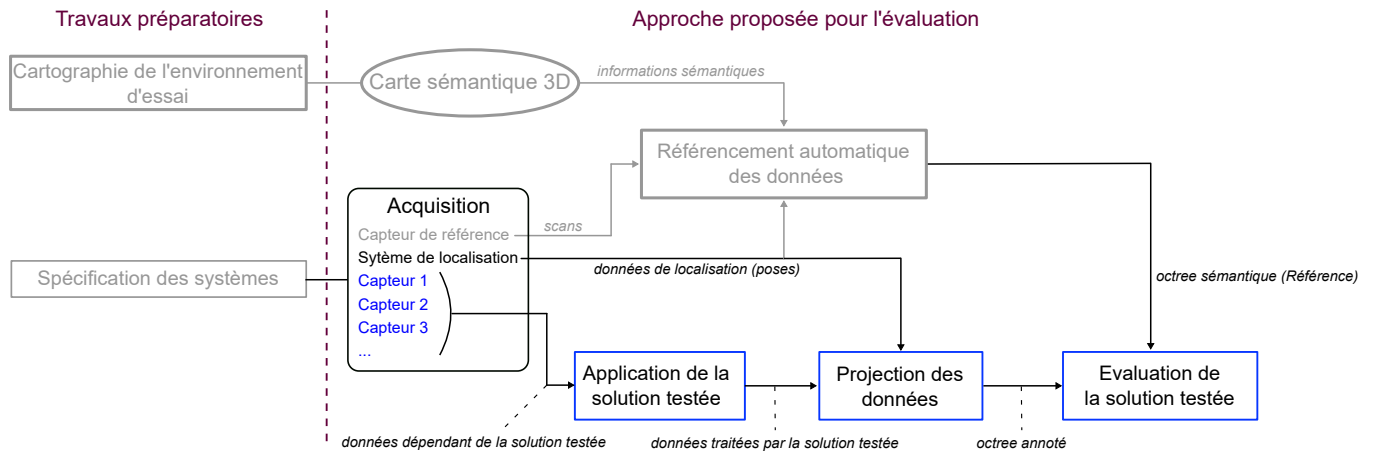 Travaux préparatoires
Approche proposée pour l'évaluation
Cartographie de l'environnement
d'essai
Carte sémantique 3D
informations sémantiques
Référencement automatique
des données
Acquisition
Capteur de référence
scans
Sytème de localisation
données de localisation (poses)
Spécification des systèmes
Capteur 1
Capteur 2
Capteur 3
...
octree sémantique (Référence)
Application de la
solution testée
Projection des
données
Evaluation de
la solution testée
données dépendant de la solution testée
données traitées par la solution testée
octree annoté